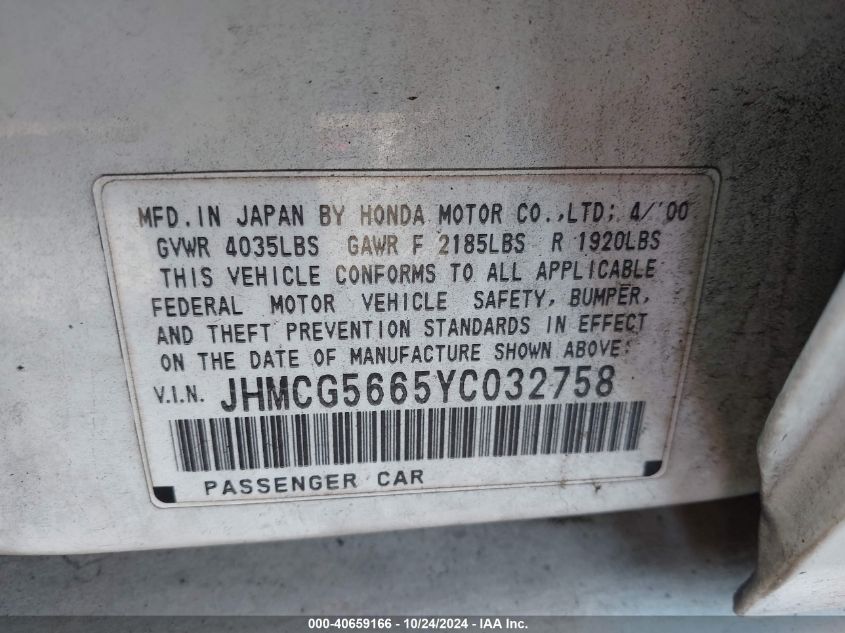 MFD. IN JAPAN BY HONDA MOTOR CO., LTD; 4/'00
GVWR 4035LBS GAWR F 2185LBS R 1920LBS
THIS VEHICLE CONFORMS TO ALL APPLICABLE
FEDERAL MOTOR VEHICLE SAFETY, BUMPER,
AND THEFT PREVENTION STANDARDS IN EFFECT
ON THE DATE OF MANUFACTURE SHOWN ABOVE;
V.I.N. JHMCG5665YC032758
PASSENGER CAR
000-40659166 - 10/24/2024 - IAA Inc.